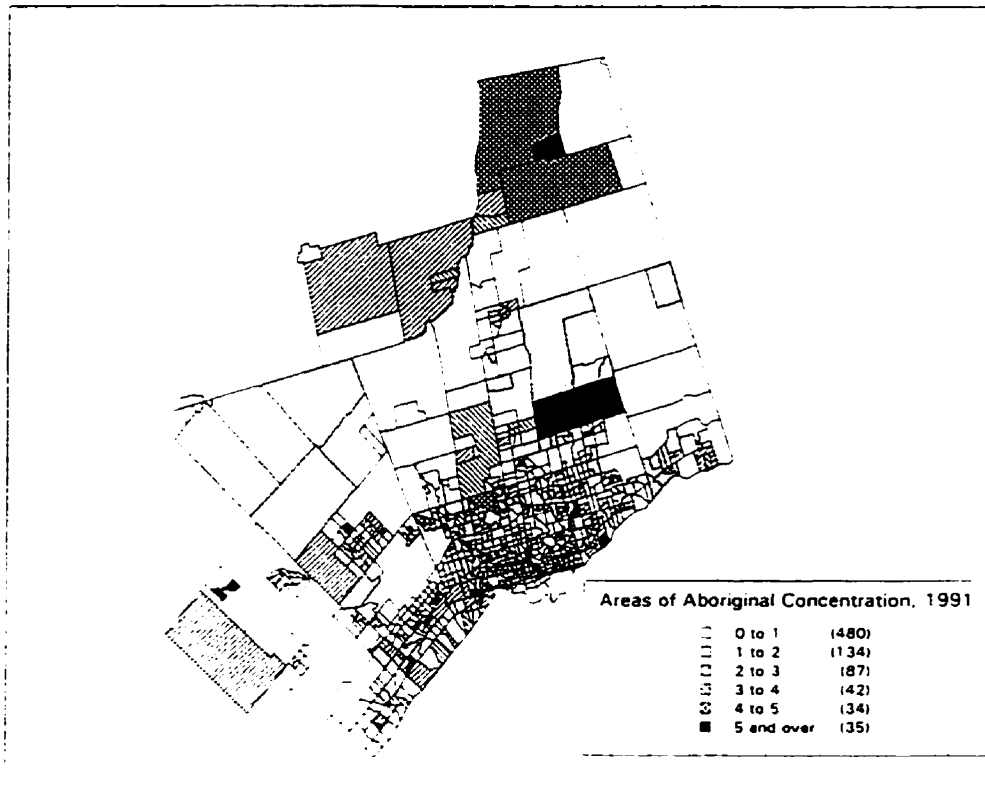 Areas of Aboriginal Concentration, 1991
0 to 1 (480)
1 to 2 (134)
2 to 3 (87)
3 to 4 (42)
4 to 5 (34)
5 and over (35)